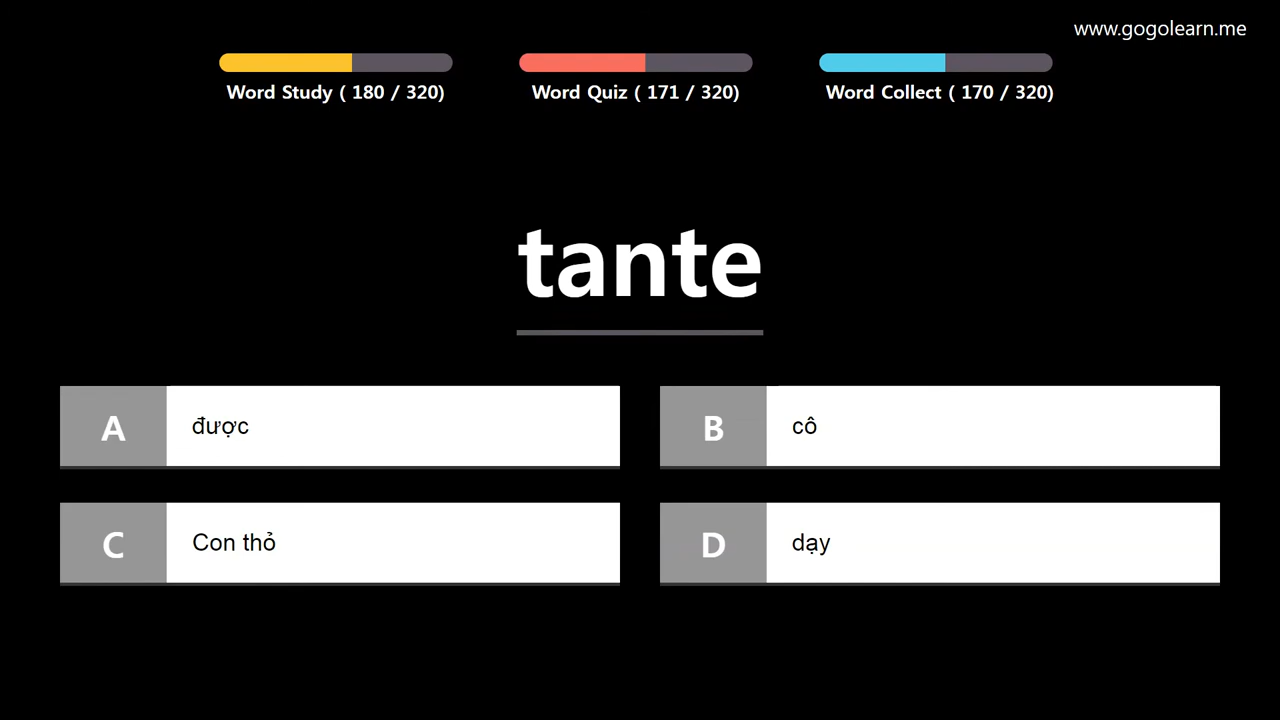 www.gogolearn.me
Word Study ( 180 / 320)
Word Quiz ( 171 / 320)
Word Collect ( 170 / 320)
tante
A được
B cô
C Con thỏ
D dạy